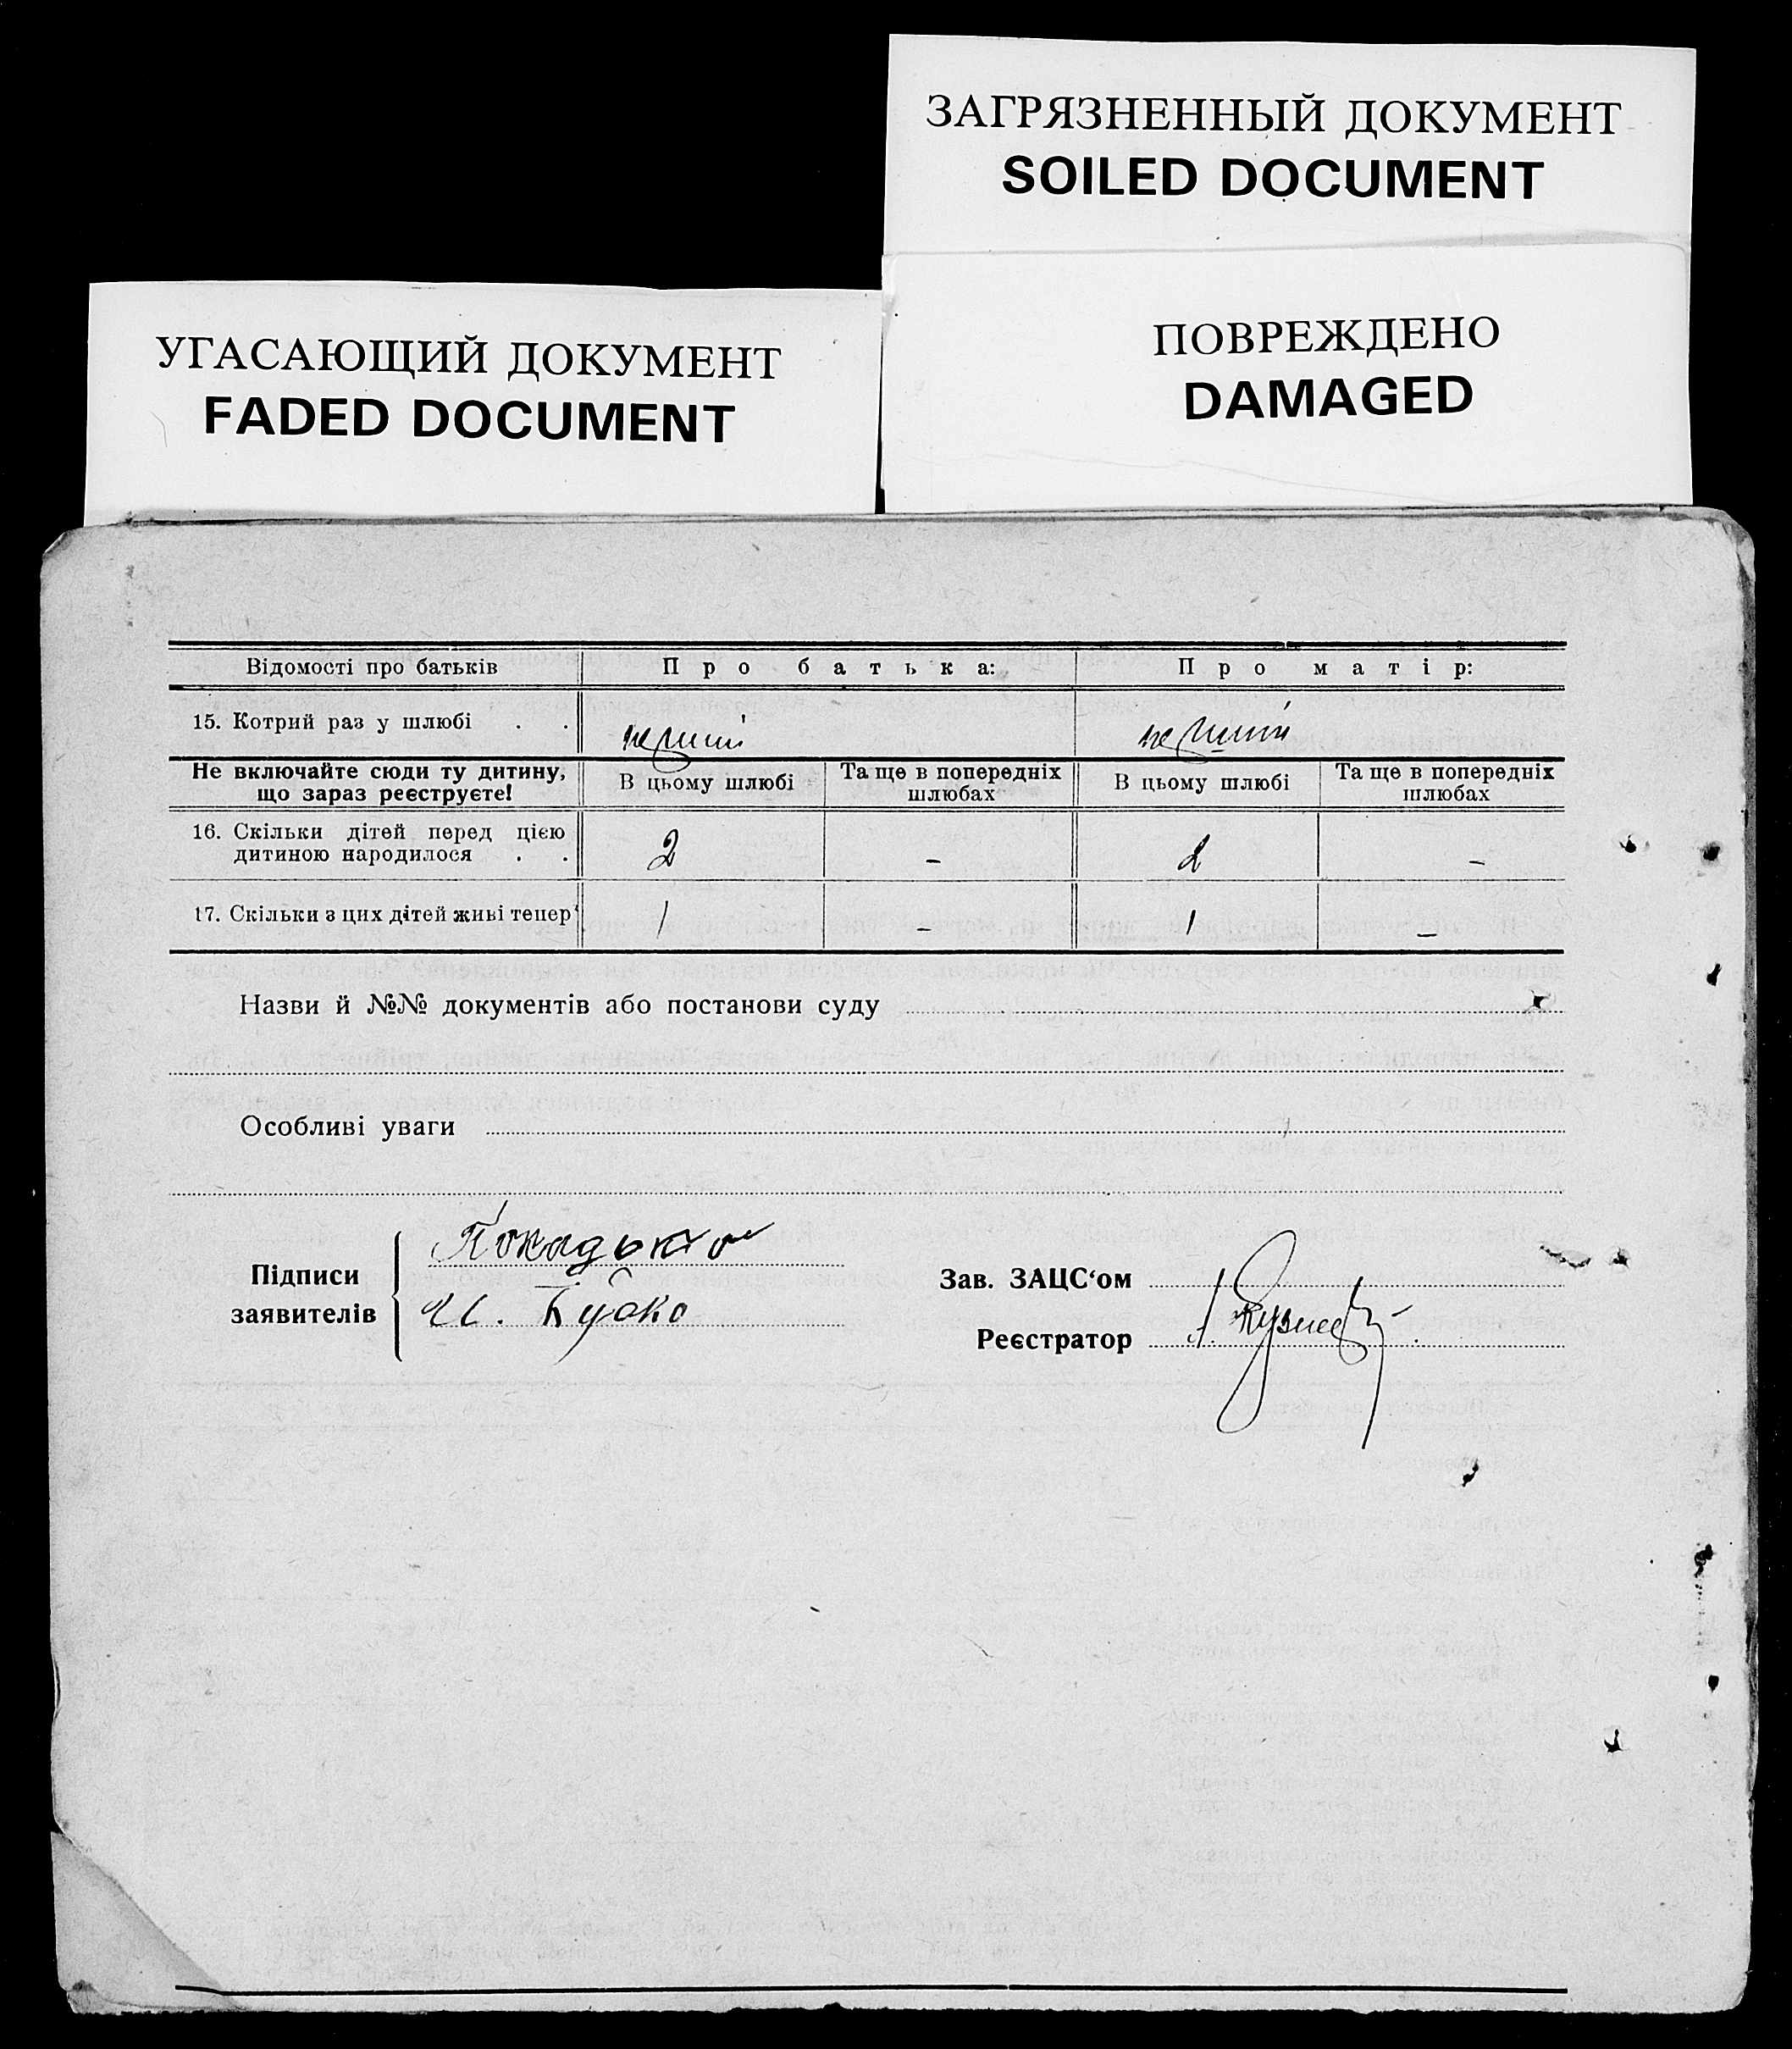 ЗАГРЯЗНЕННЫЙ ДОКУМЕНТ
SOILED DOCUMENT
ПОВРЕЖДЕНО
DAMAGED
УГАСАЮЩИЙ ДОКУМЕНТ
FADED DOCUMENT
Відомості про батьків Про батька: Про матір:
15. Котрий раз у шлюбі . . перший перший
Не включайте сюди ту дитину, що зараз реєструєте! В цьому шлюбі Та ще в попередніх шлюбах В цьому шлюбі Та ще в попередніх шлюбах
16. Скільки дітей перед цією
дитиною народилося . . 2 – 2 –
17. Скільки з цих дітей живі тепер 1 – 1 –
Назви й №№ документів або постанови суду
Особливі уваги
Підписи
заявителів
Зав. ЗАЦС‘ом
Реєстратор